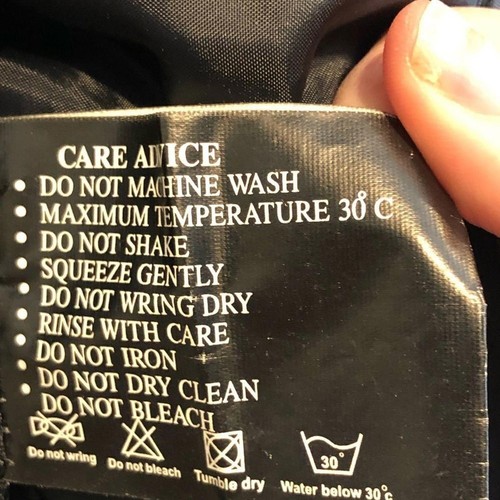 CARE ADVICE
• DO NOT MACHINE WASH
• MAXIMUM TEMPERATURE 30°C
• DO NOT SHAKE
• SQUEEZE GENTLY
• DO NOT WRING DRY
• RINSE WITH CARE
• DO NOT IRON
• DO NOT DRY CLEAN
• DO NOT BLEACH
30°
Do not wring Do not bleach Tumble dry Water below 30°c